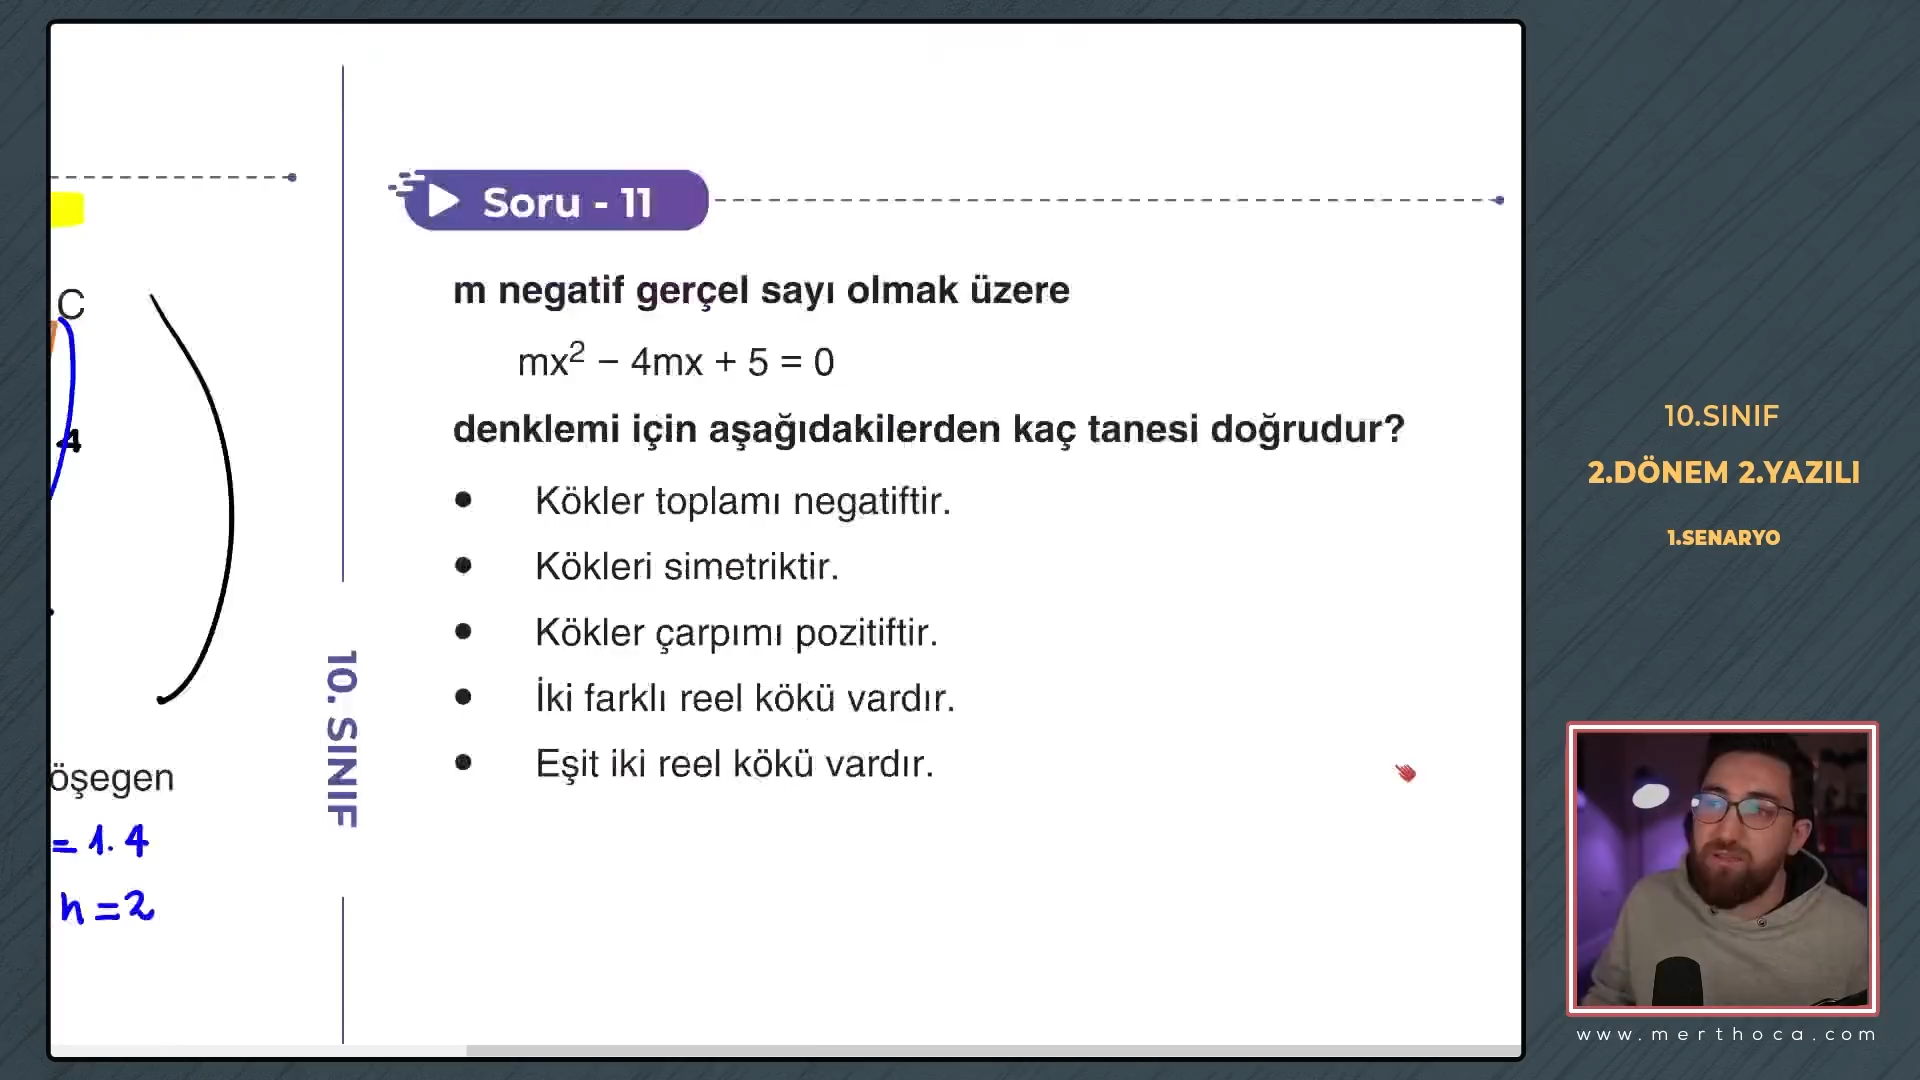 Soru - 11
m negatif gerçel sayı olmak üzere
mx² − 4mx + 5 = 0
denklemi için aşağıdakilerden kaç tanesi doğrudur?
• Kökler toplamı negatiftir.
• Kökleri simetriktir.
• Kökler çarpımı pozitiftir.
• İki farklı reel kökü vardır.
• Eşit iki reel kökü vardır.
C
4
öşegen
= 1.4
h = 2
10. SINIF
10.SINIF
2.DÖNEM 2.YAZILI
1.SENARYO
www.merthoca.com